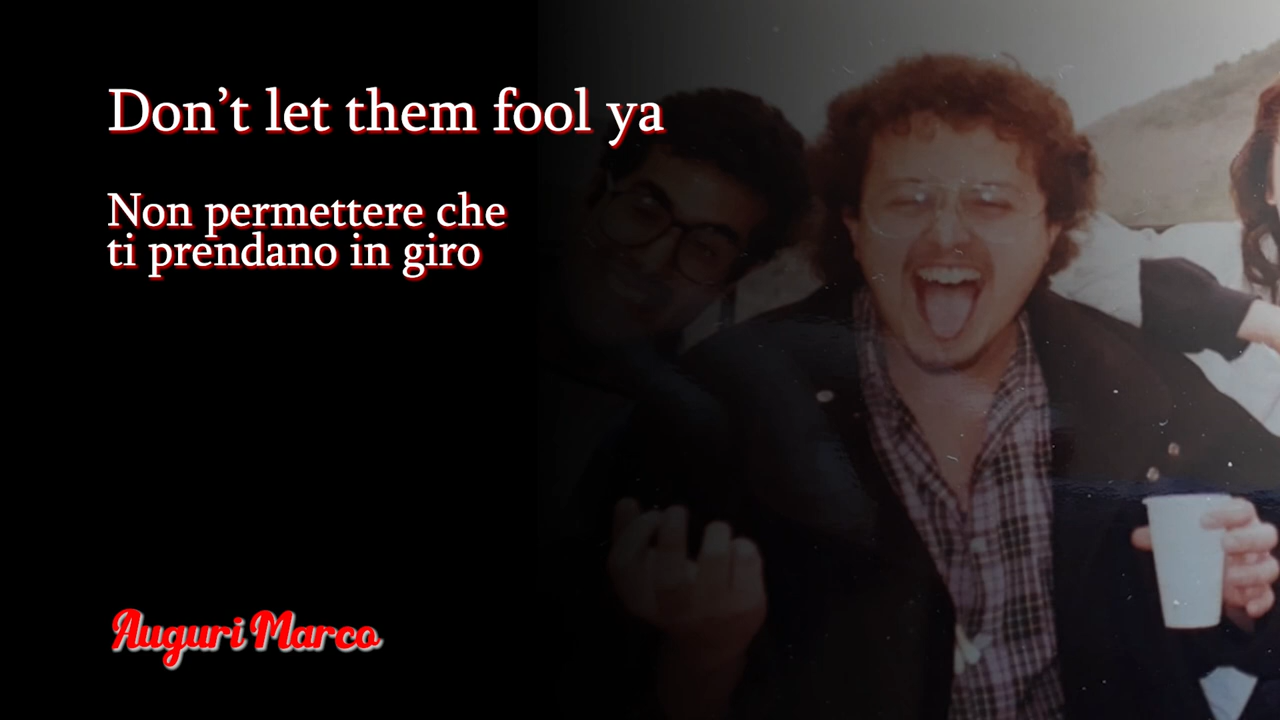 Don’t let them fool ya
Non permettere che
ti prendano in giro
Auguri Marco